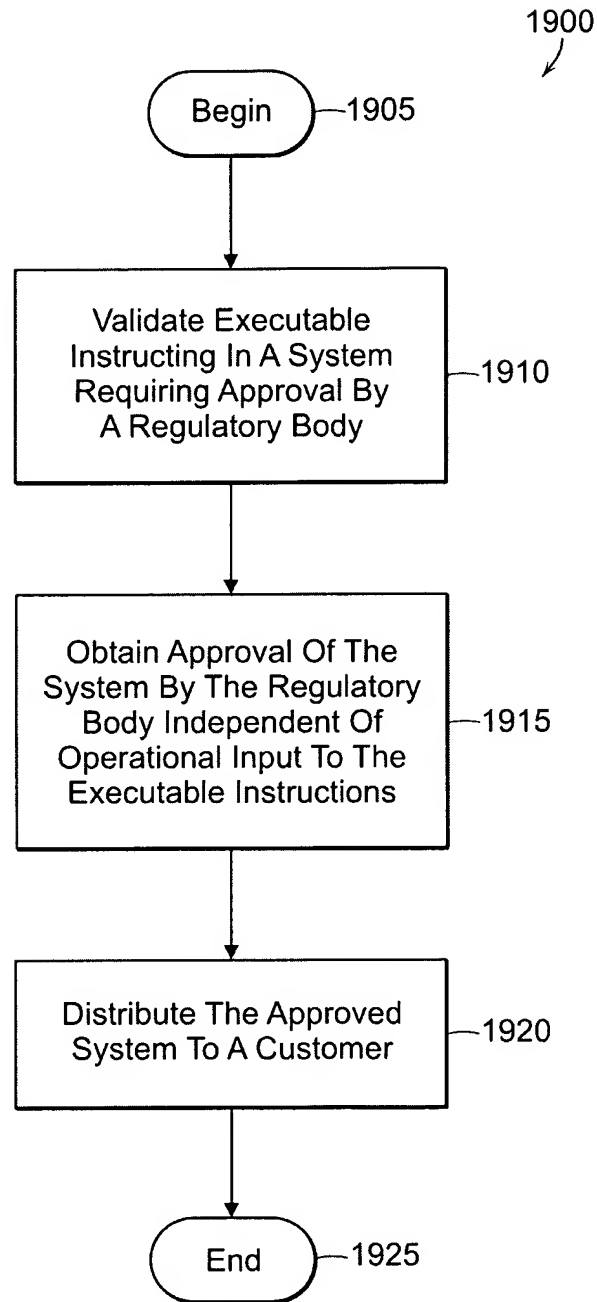 1900
Begin
1905
Validate Executable
Instructing In A System
Requiring Approval By
A Regulatory Body
1910
Obtain Approval Of The
System By The Regulatory
Body Independent Of
Operational Input To The
Executable Instructions
1915
Distribute The Approved
System To A Customer
1920
End
1925